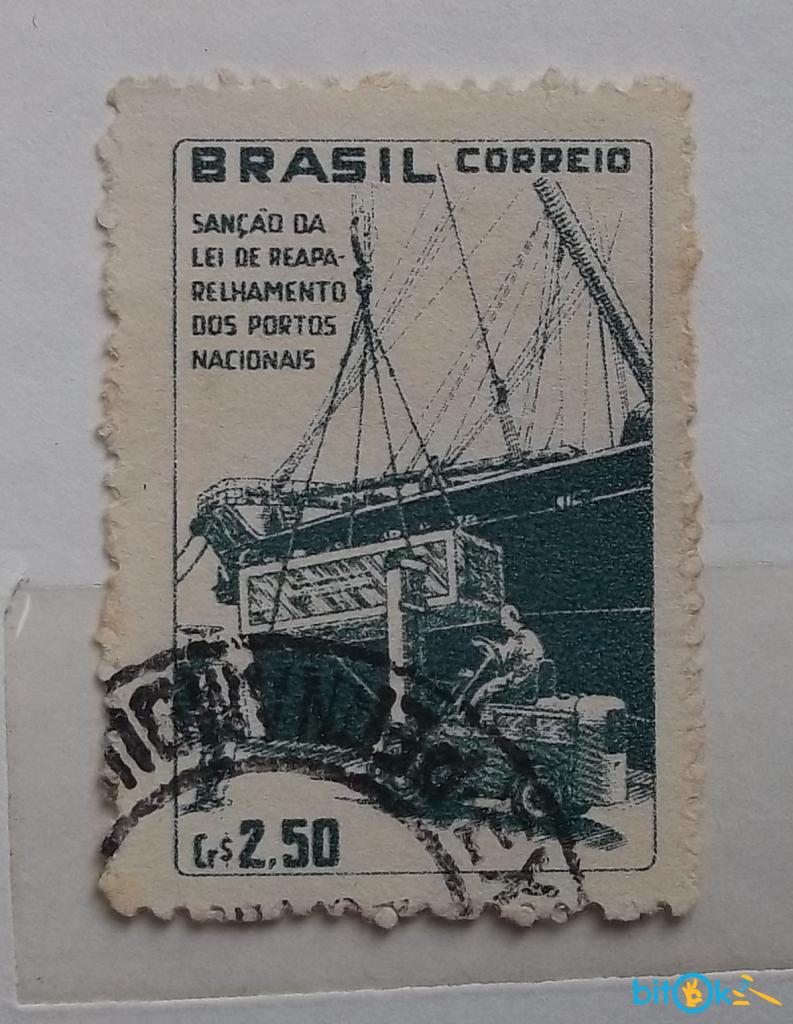 BRASIL CORREIO
SANÇÃO DA
LEI DE REAPA-
RELHAMENTO
DOS PORTOS
NACIONAIS
Cr$ 2,50
bitOke